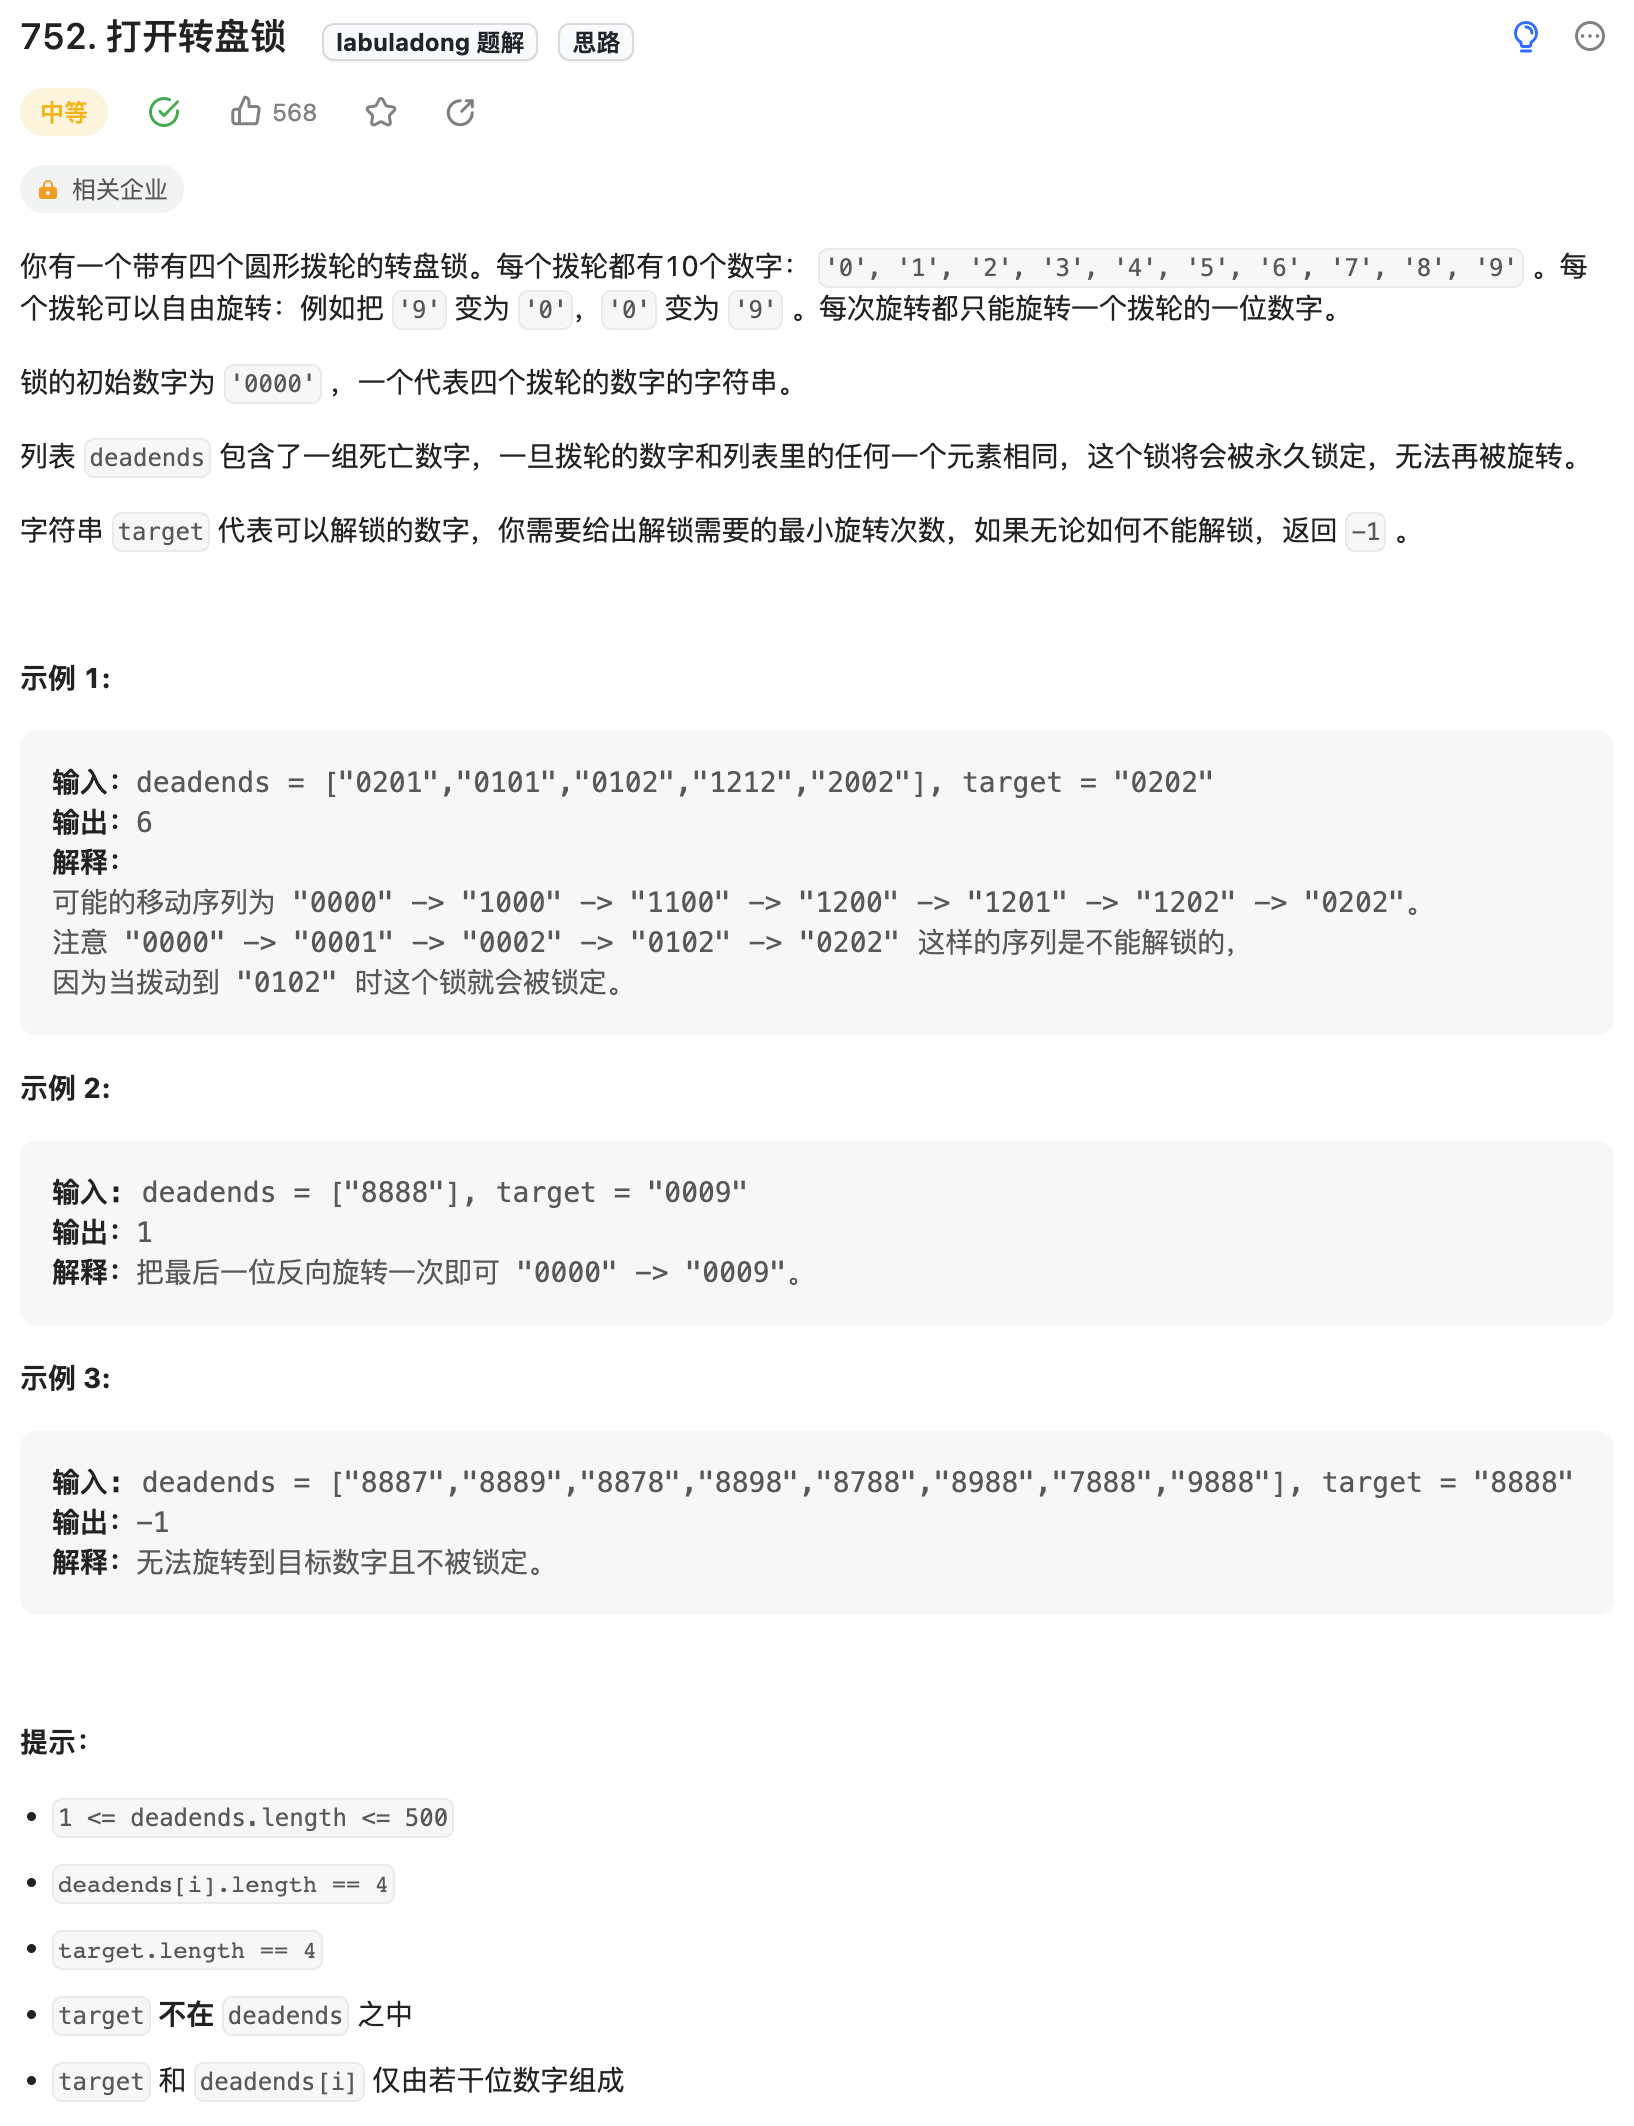 752. 打开转盘锁 labuladong 题解 思路
中等 568
相关企业
你有一个带有四个圆形拨轮的转盘锁。每个拨轮都有10个数字： '0', '1', '2', '3', '4', '5', '6', '7', '8', '9' 。每
个拨轮可以自由旋转：例如把 '9' 变为 '0'，'0' 变为 '9' 。每次旋转都只能旋转一个拨轮的一位数字。
锁的初始数字为 '0000' ，一个代表四个拨轮的数字的字符串。
列表 deadends 包含了一组死亡数字，一旦拨轮的数字和列表里的任何一个元素相同，这个锁将会被永久锁定，无法再被旋转。
字符串 target 代表可以解锁的数字，你需要给出解锁需要的最小旋转次数，如果无论如何不能解锁，返回 -1 。
示例 1:
输入：deadends = ["0201","0101","0102","1212","2002"], target = "0202"
输出：6
解释：
可能的移动序列为 "0000" -> "1000" -> "1100" -> "1200" -> "1201" -> "1202" -> "0202"。
注意 "0000" -> "0001" -> "0002" -> "0102" -> "0202" 这样的序列是不能解锁的，
因为当拨动到 "0102" 时这个锁就会被锁定。
示例 2:
输入: deadends = ["8888"], target = "0009"
输出：1
解释：把最后一位反向旋转一次即可 "0000" -> "0009"。
示例 3:
输入: deadends = ["8887","8889","8878","8898","8788","8988","7888","9888"], target = "8888"
输出：-1
解释：无法旋转到目标数字且不被锁定。
提示：
• 1 <= deadends.length <= 500
• deadends[i].length == 4
• target.length == 4
• target 不在 deadends 之中
• target 和 deadends[i] 仅由若干位数字组成